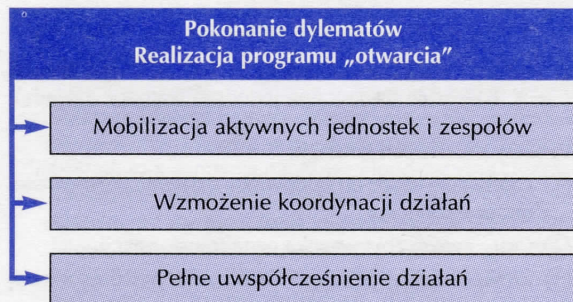 Pokonanie dylematów
Realizacja programu „otwarcia”
Mobilizacja aktywnych jednostek i zespołów
Wzmożenie koordynacji działań
Pełne uwspółcześnienie działań